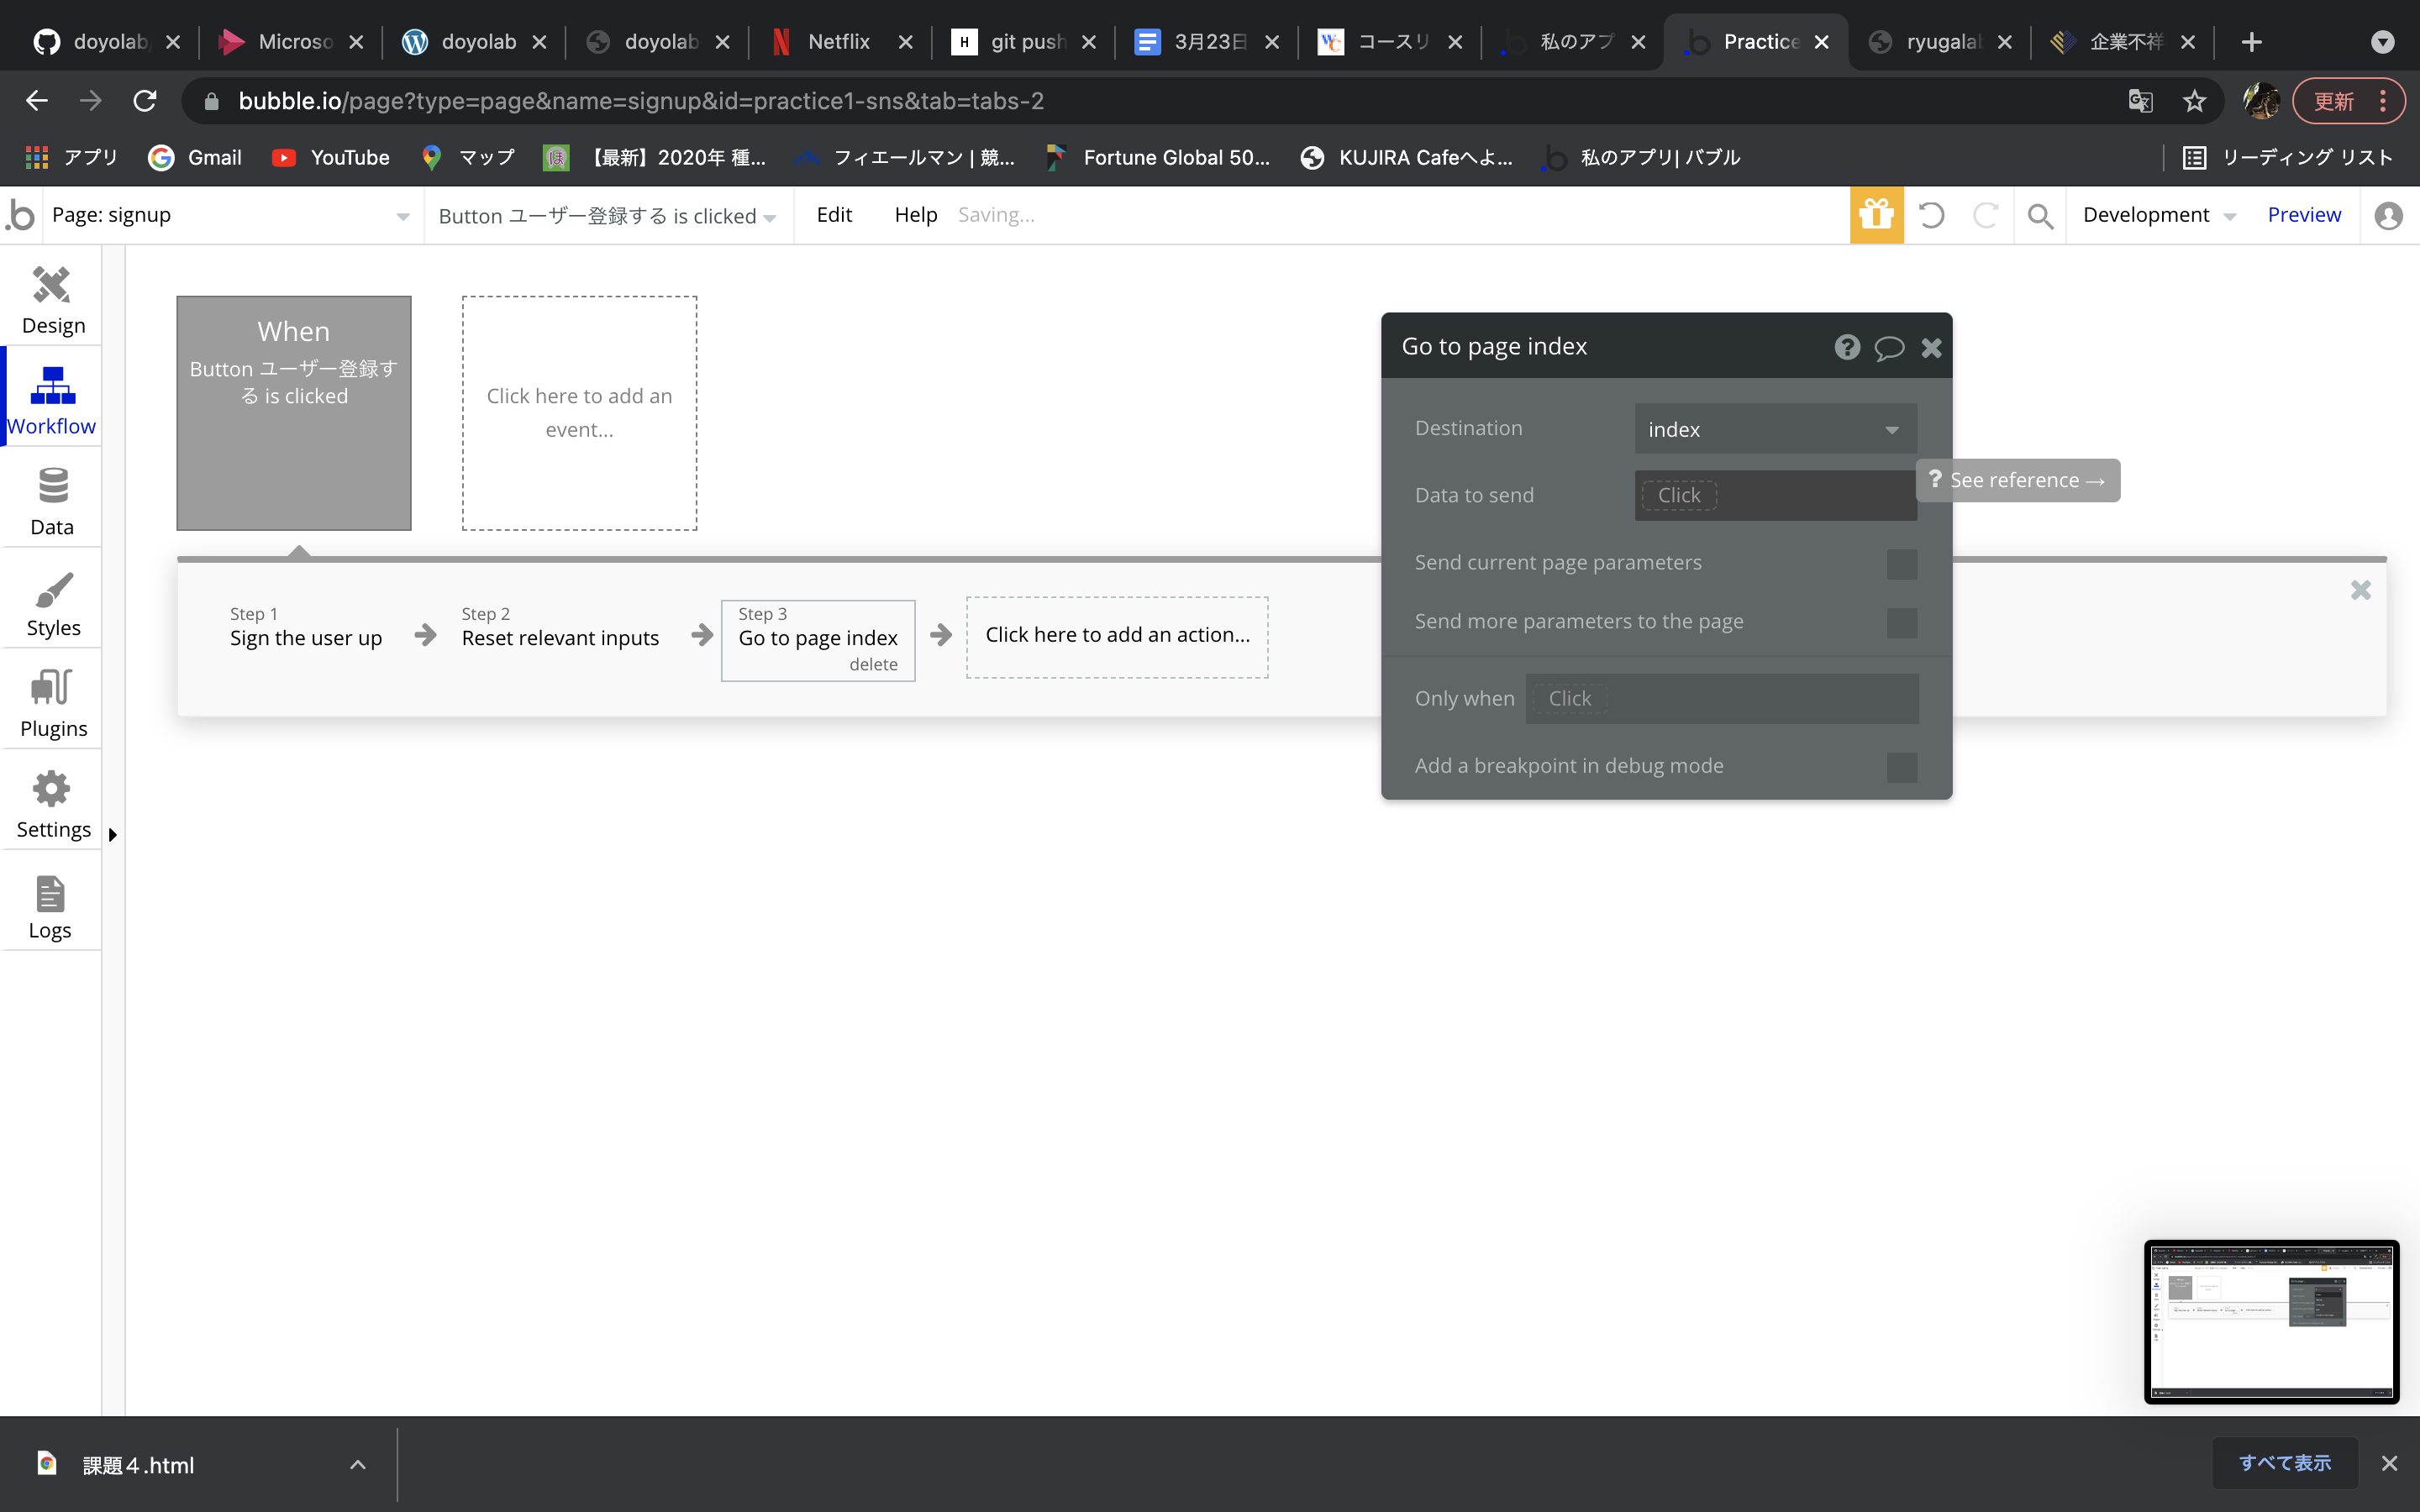 doyolab/
Microso
doyolab
doyolab
Netflix
git push
3月23日
コースリ
私のアプ
Practice
ryugalab
企業不祥
bubble.io/page?type=page&name=signup&id=practice1-sns&tab=tabs-2
更新
アプリ
Gmail
YouTube
マップ
【最新】2020年 種...
フィエールマン | 競...
Fortune Global 50...
KUJIRA Cafeへよ...
私のアプリ| バブル
リーディング リスト
Page: signup
Button ユーザー登録する is clicked
Edit
Help
Saving...
Development
Preview
Design
Workflow
Data
Styles
Plugins
Settings
Logs
When
Button ユーザー登録す
る is clicked
Click here to add an
event...
Step 1
Sign the user up
Step 2
Reset relevant inputs
Step 3
Go to page index
delete
Click here to add an action...
Go to page index
Destination
index
Data to send
Click
? See reference →
Send current page parameters
Send more parameters to the page
Only when
Click
Add a breakpoint in debug mode
課題４.html
すべて表示